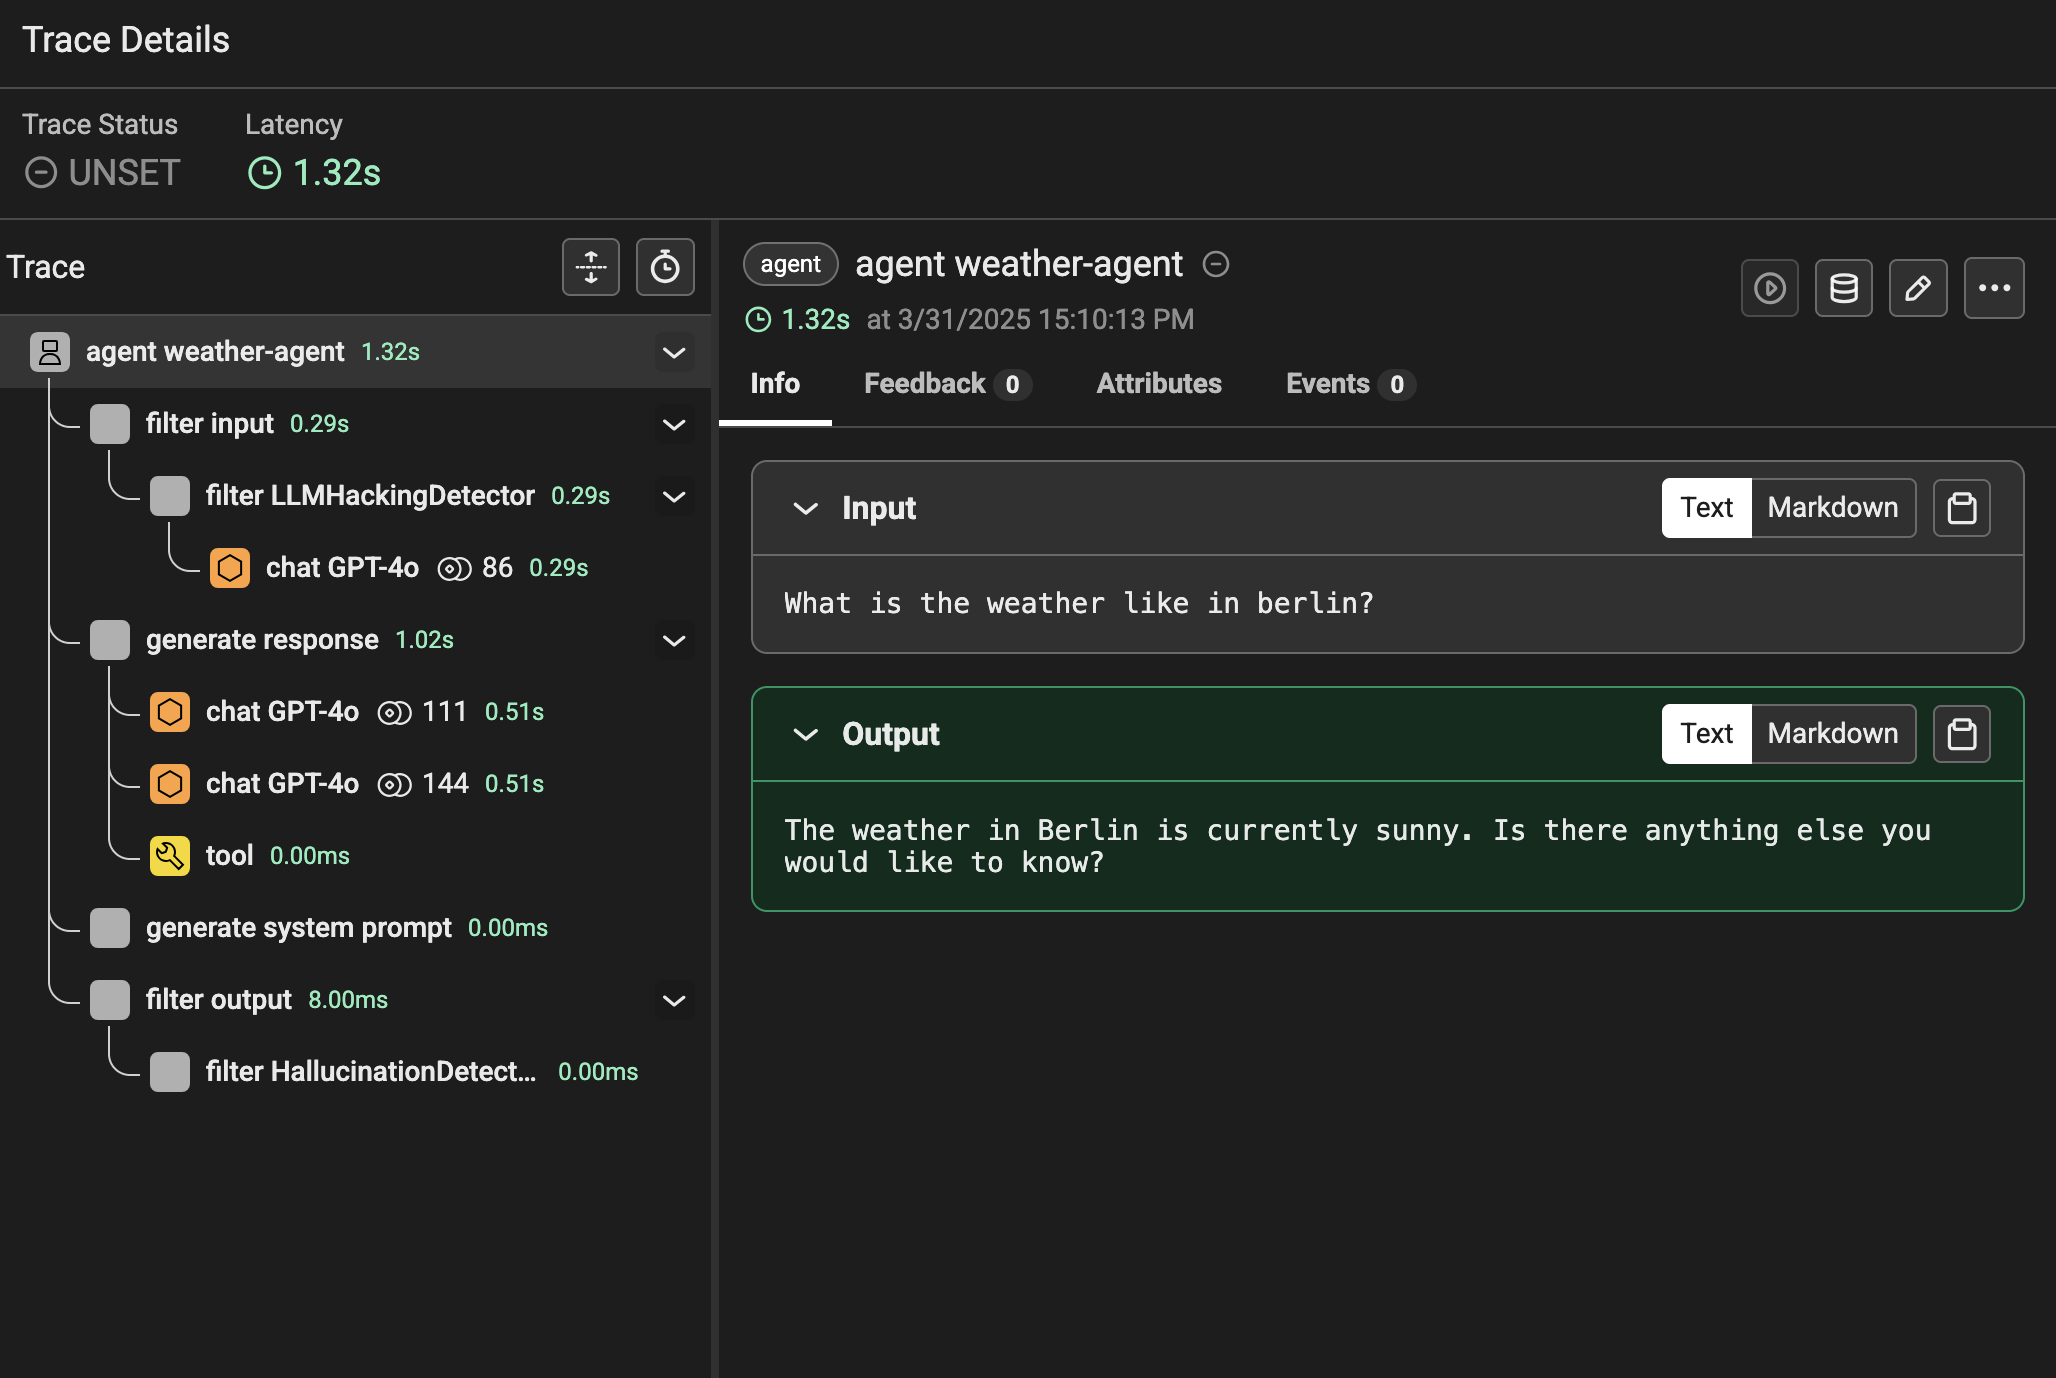 Trace Details
Trace Status
Latency
UNSET
1.32s
Trace
agent weather-agent 1.32s
filter input 0.29s
filter LLMHackingDetector 0.29s
chat GPT-4o 86 0.29s
generate response 1.02s
chat GPT-4o 111 0.51s
chat GPT-4o 144 0.51s
tool 0.00ms
generate system prompt 0.00ms
filter output 8.00ms
filter HallucinationDetect... 0.00ms
agent agent weather-agent
1.32s at 3/31/2025 15:10:13 PM
Info Feedback 0 Attributes Events 0
Input Text Markdown
What is the weather like in berlin?
Output Text Markdown
The weather in Berlin is currently sunny. Is there anything else you
would like to know?